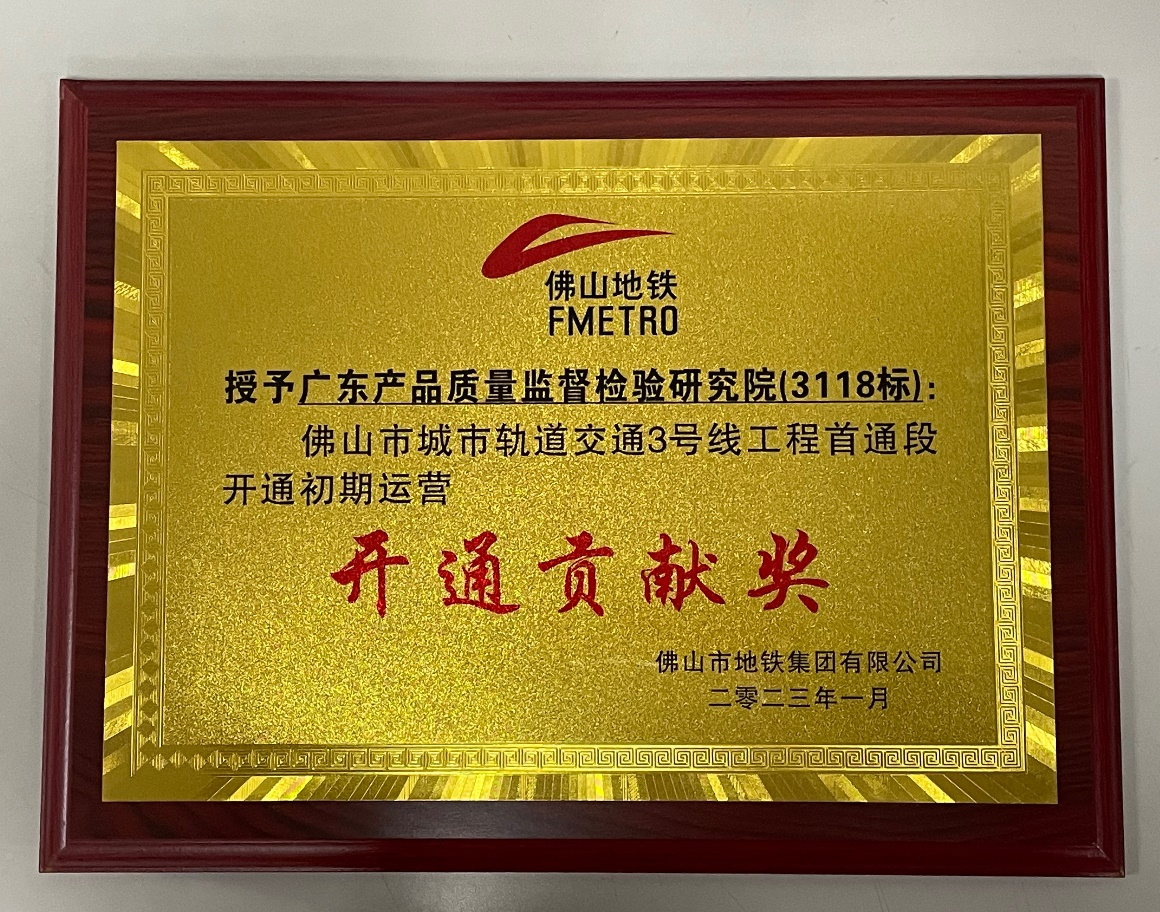 佛山地铁
FMETRO
授予广东产品质量监督检验研究院(3118标):
佛山市城市轨道交通3号线工程首通段
开通初期运营
开通贡献奖
佛山市地铁集团有限公司
二零二三年一月